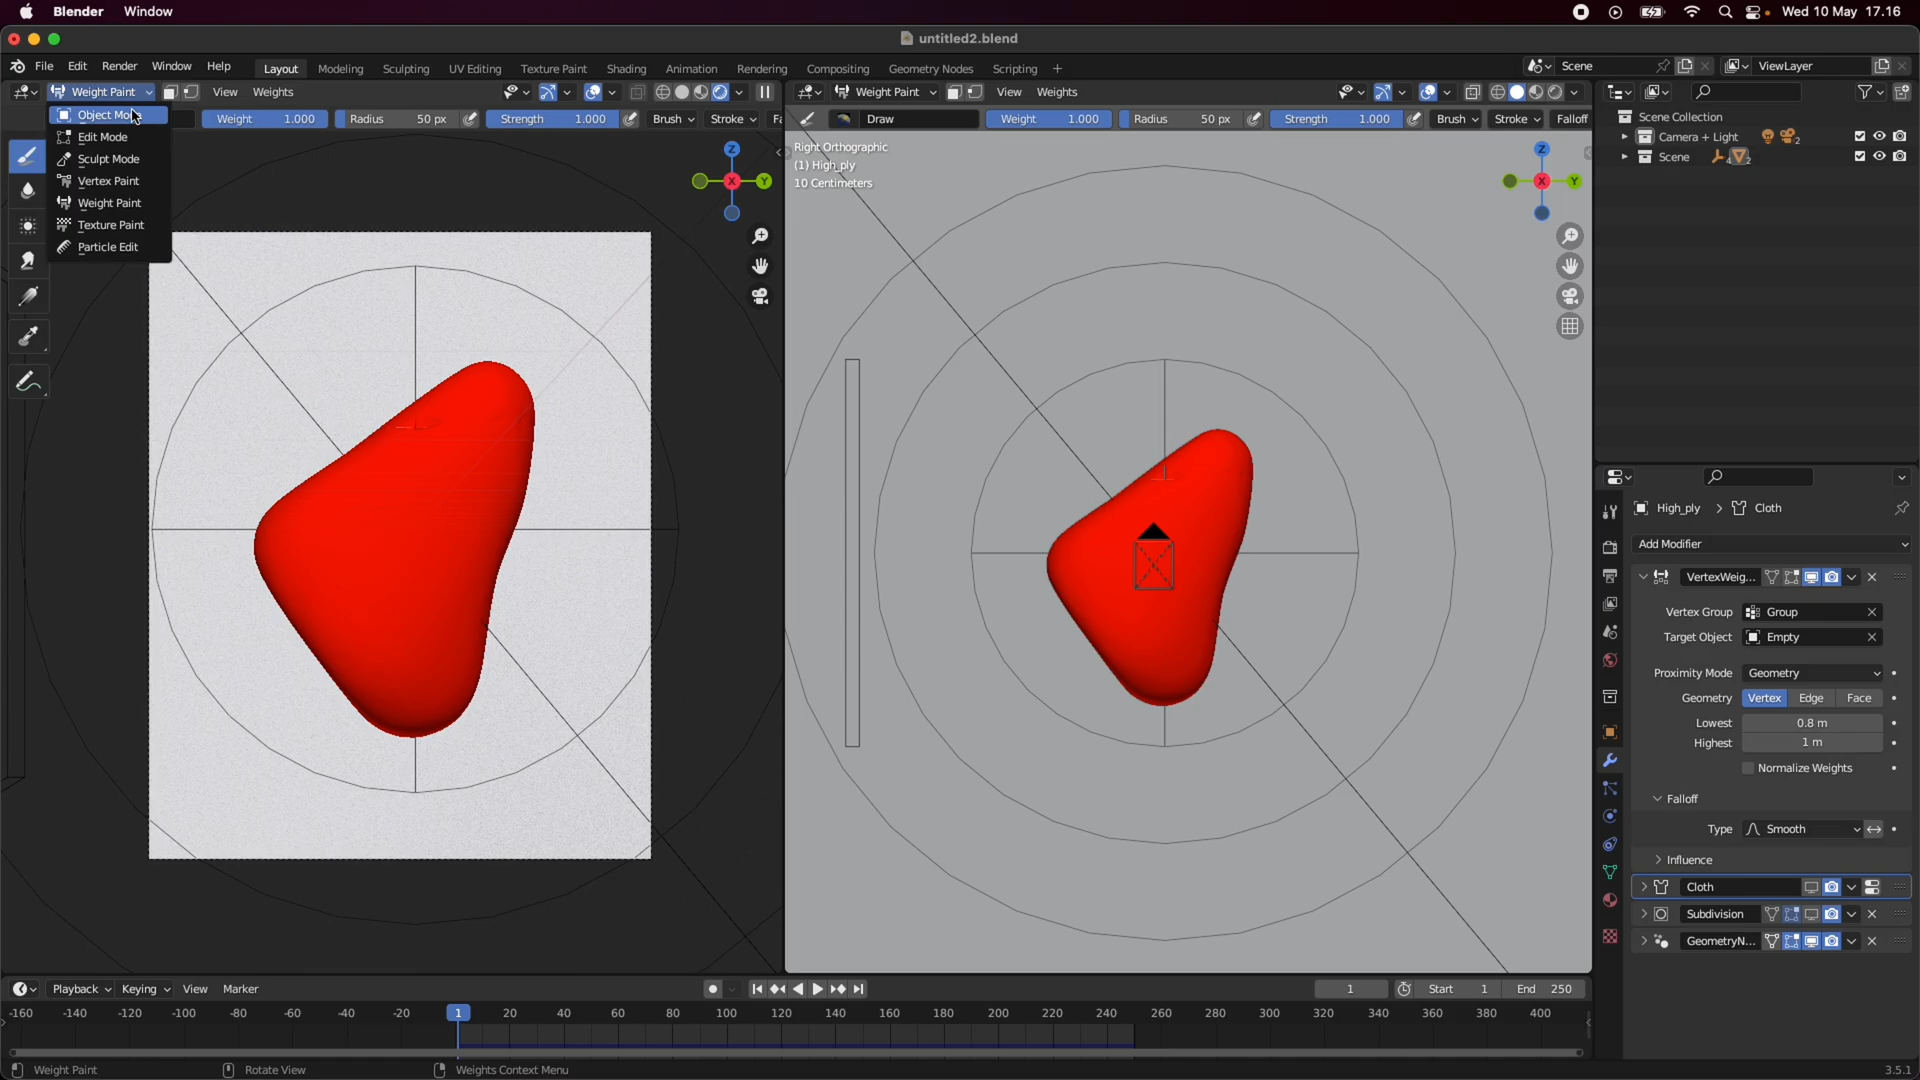 Blender Window Wed 10 May 17.16
untitled2.blend
File Edit Render Window Help Layout Modeling Sculpting UV Editing Texture Paint Shading Animation Rendering Compositing Geometry Nodes Scripting + Scene ViewLayer
Weight Paint View Weights
Weight Paint View Weights
Weight 1.000 Radius 50 px Strength 1.000 Brush Stroke Fa
Draw Weight 1.000 Radius 50 px Strength 1.000 Brush Stroke Falloff
Object Mode
Edit Mode
Sculpt Mode
Vertex Paint
Weight Paint
Texture Paint
Particle Edit
Z
X
Y
Right Orthographic
(1) High_ply
10 Centimeters
Z
X
Y
Scene Collection
Camera + Light 2
Scene 4 2
High_ply > Cloth
Add Modifier
VertexWeig...
Vertex Group Group
Target Object Empty
Proximity Mode Geometry
Geometry Vertex Edge Face
Lowest 0.8 m
Highest 1 m
Normalize Weights
Falloff
Type Smooth
Influence
Cloth
Subdivision
GeometryN...
Playback Keying View Marker 1 Start 1 End 250
-160 -140 -120 -100 -80 -60 -40 -20 1 20 40 60 80 100 120 140 160 180 200 220 240 260 280 300 320 340 360 380 400
Weight Paint Rotate View Weights Context Menu 3.5.1